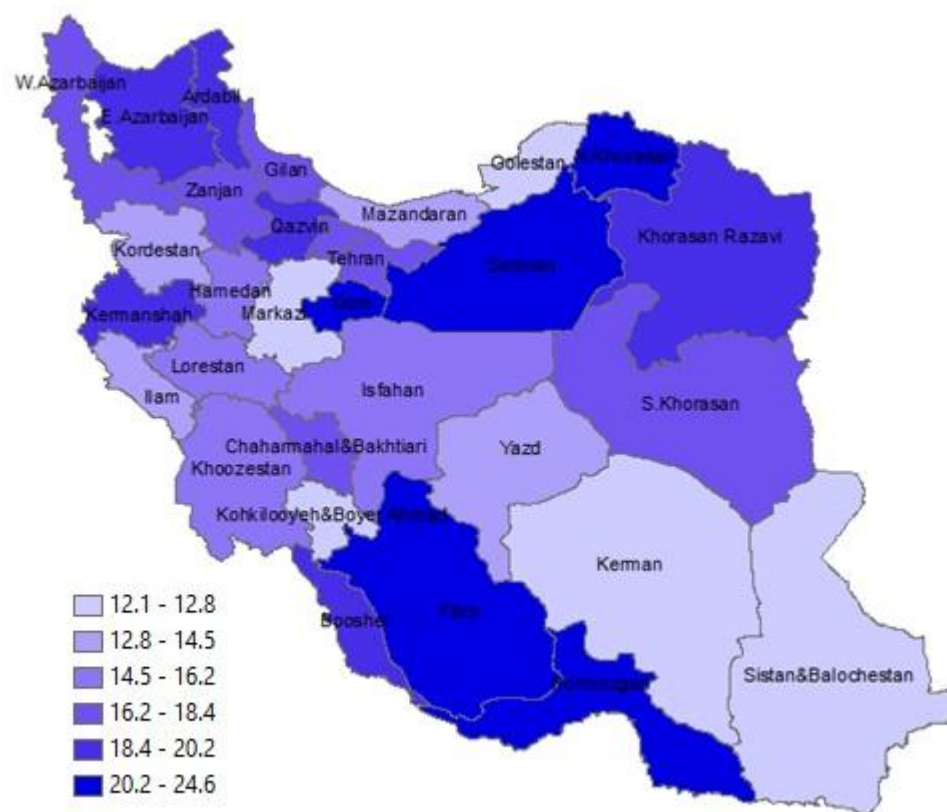 W.Azarbaijan
Ardabil
E.Azarbaijan
Golestan
N.Khorasan
Gilan
Zanjan
Mazandaran
Qazvin
Khorasan Razavi
Kordestan
Tehran
Semnan
Hamedan
Qom
Kermanshah
Markazi
Lorestan
Isfahan
Ilam
S.Khorasan
Chaharmahal&Bakhtiari
Yazd
Khoozestan
Kohkilooyeh&Boyer Ahmad
Kerman
12.1 - 12.8
Fars
Booshehr
12.8 - 14.5
14.5 - 16.2
Sistan&Balochestan
Hormozgan
16.2 - 18.4
18.4 - 20.2
20.2 - 24.6